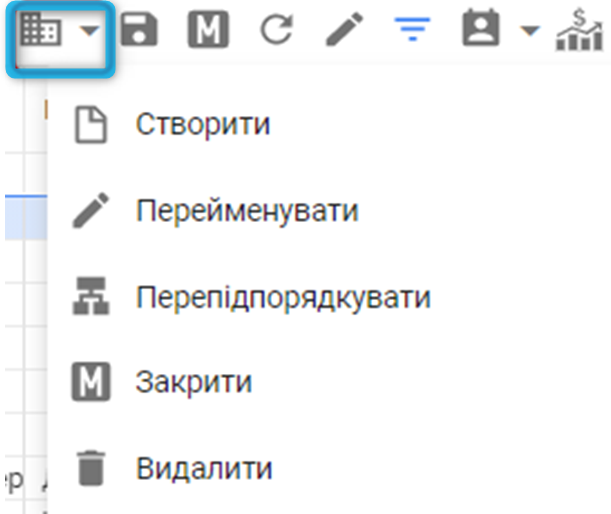 M
Створити
Перейменувати
Перепідпорядкувати
M Закрити
Видалити